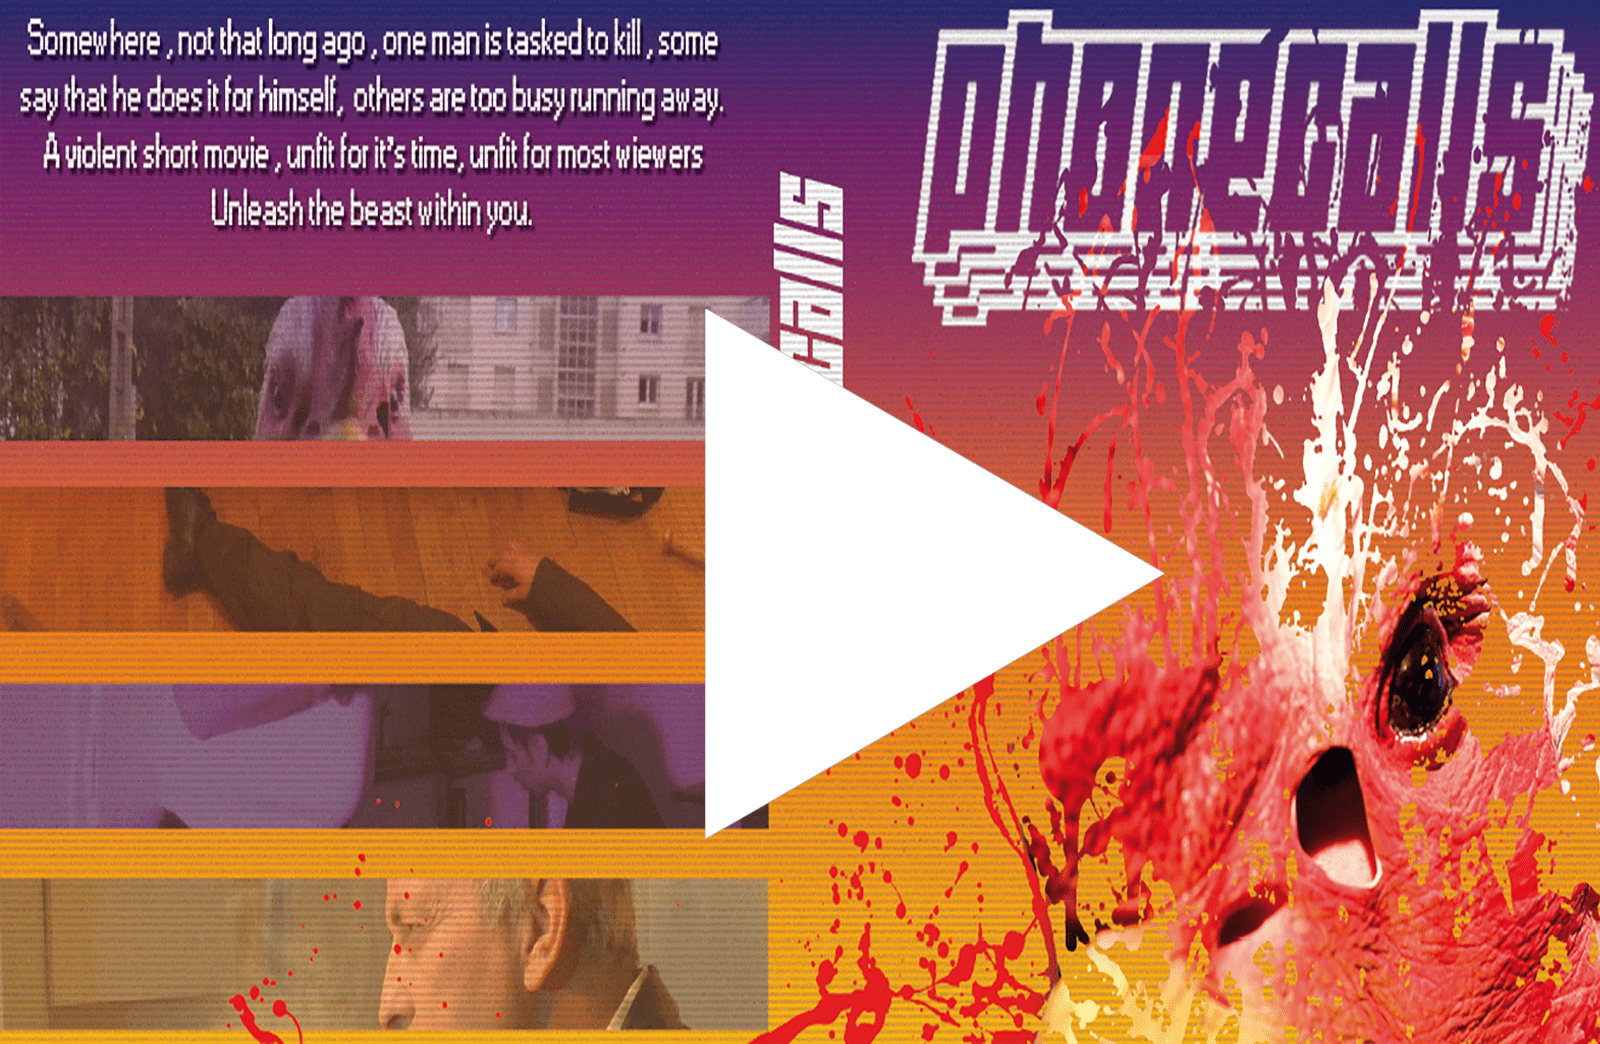 Somewhere , not that long ago , one man is tasked to kill , some
say that he does it for himself, others are too busy running away.
A violent short movie , unfit for it's time, unfit for most wiewers
Unleash the beast within you.
calls
phonecalls